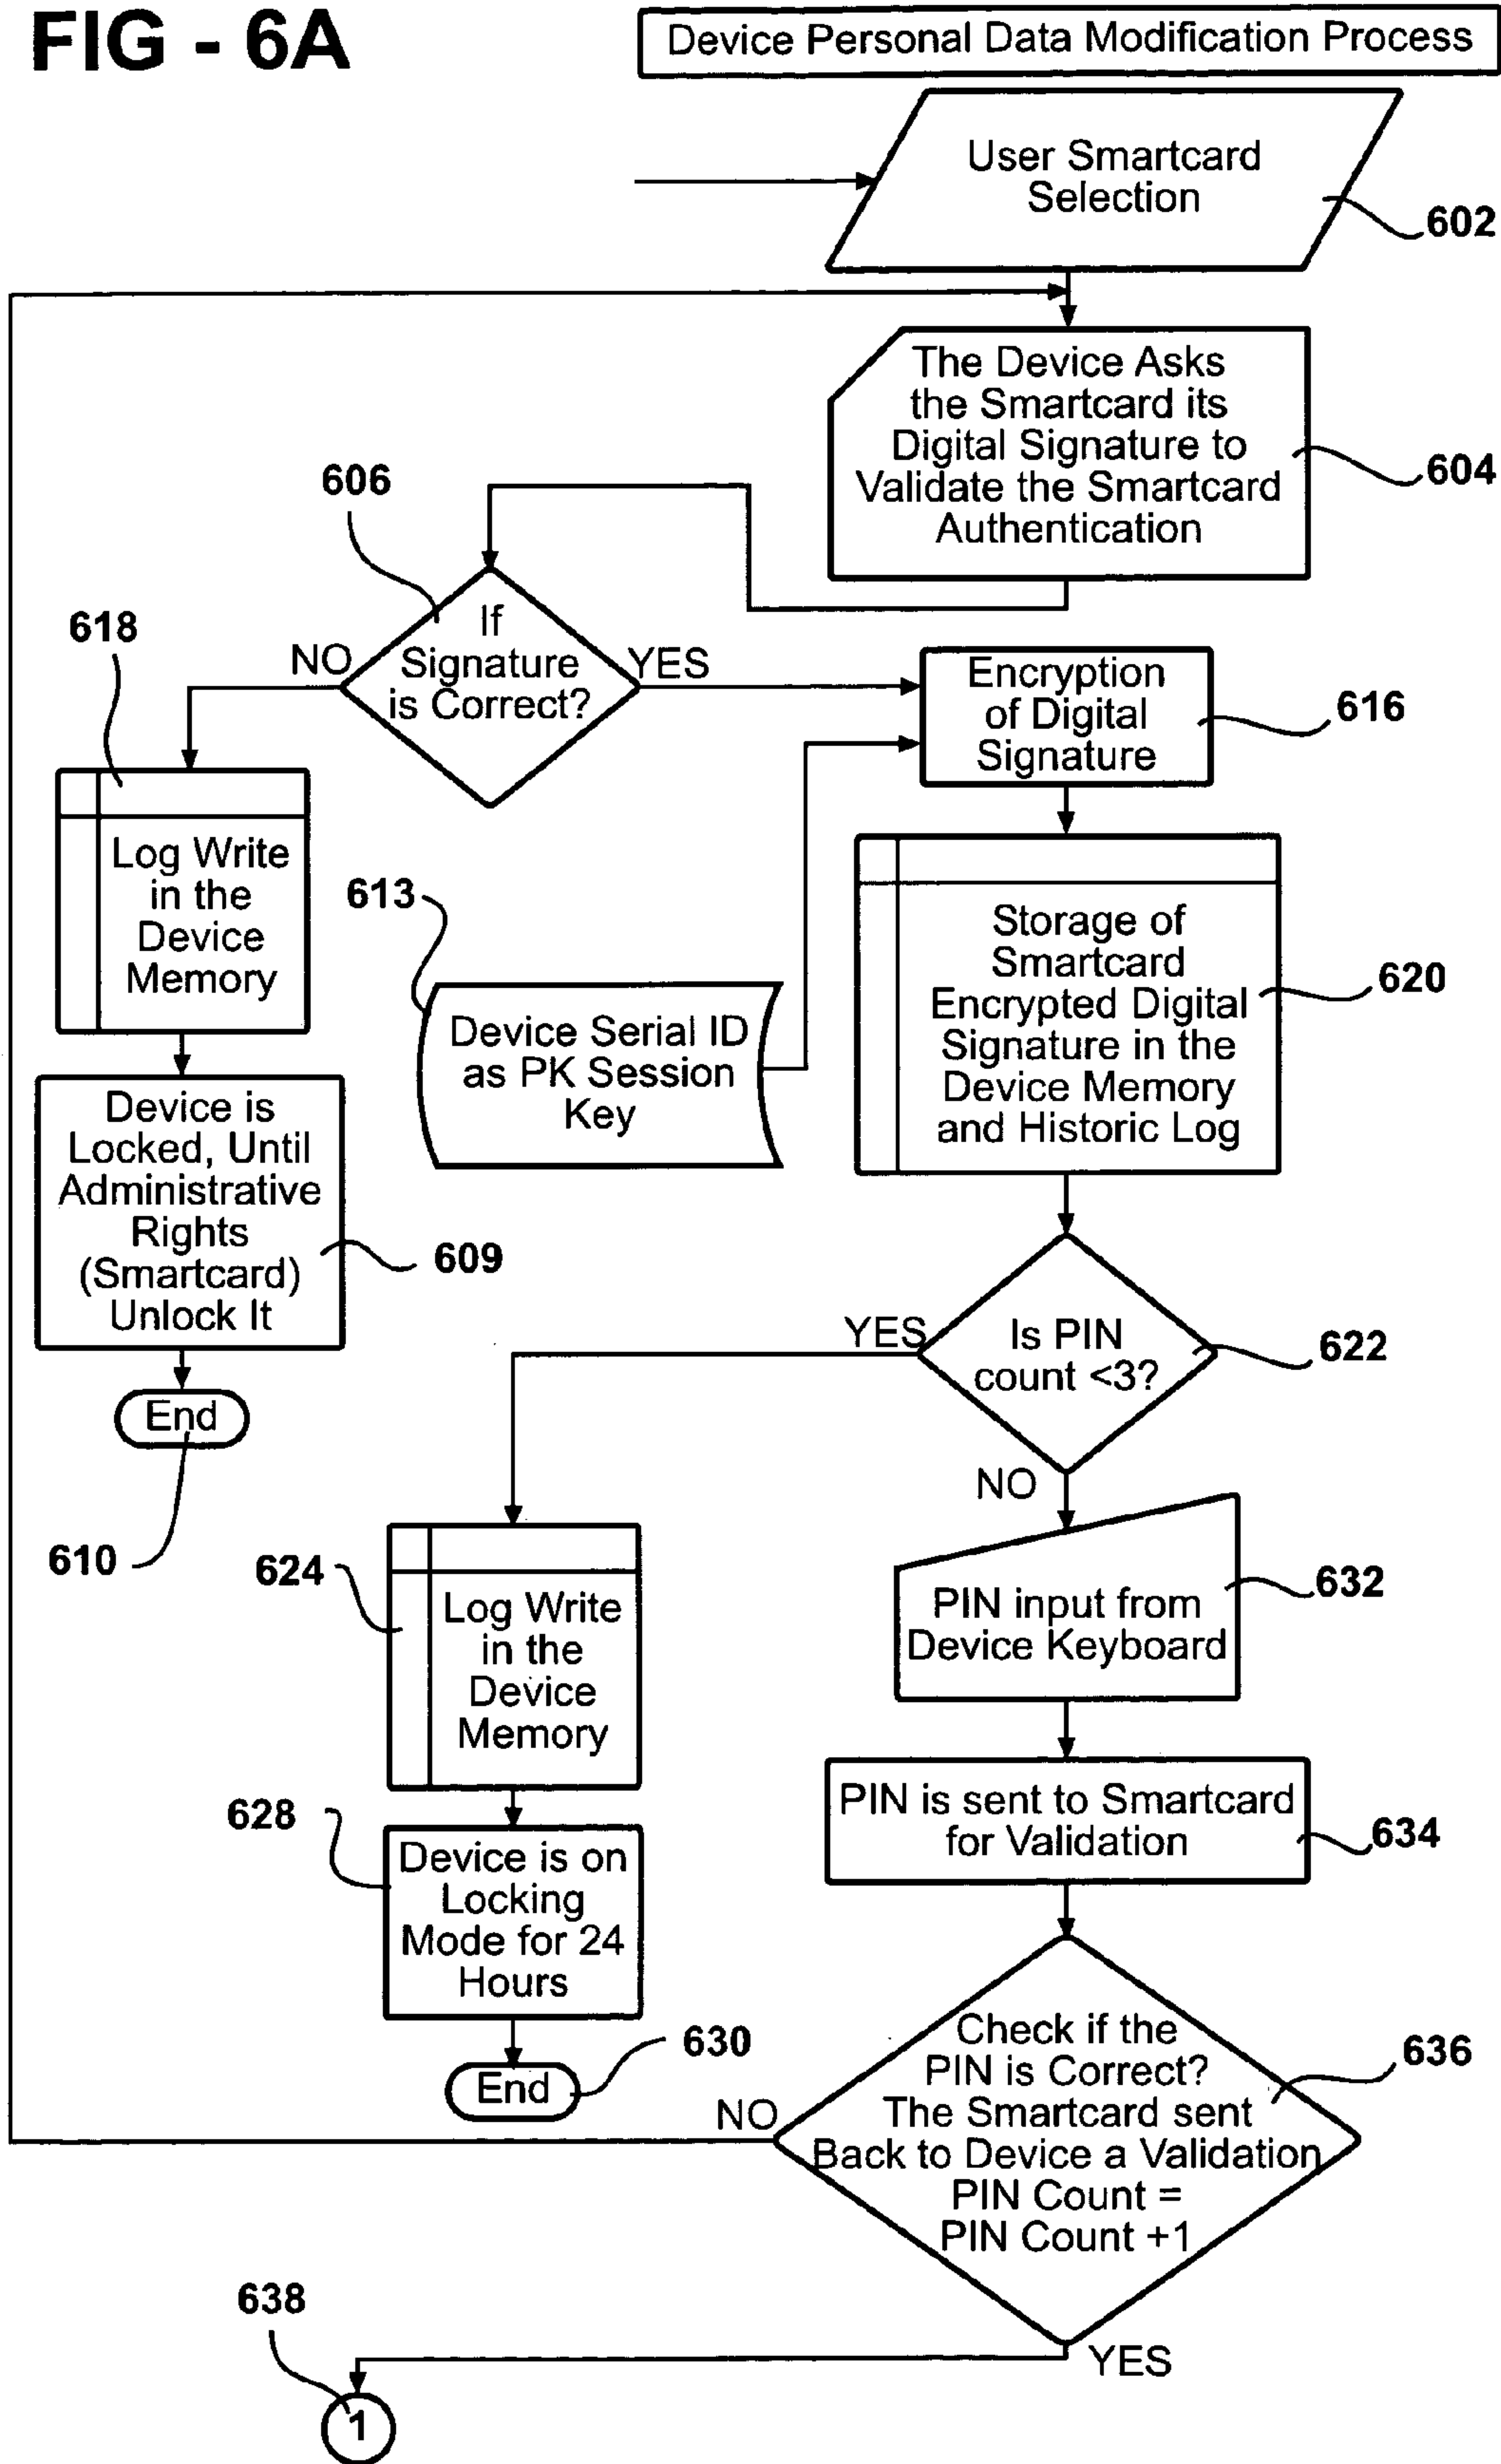 FIG - 6A
Device Personal Data Modification Process
User Smartcard
Selection
602
The Device Asks
the Smartcard its
Digital Signature to
Validate the Smartcard
Authentication
604
606
If
Signature
is Correct?
NO
YES
618
Encryption
of Digital
Signature
616
Log Write
in the
Device
Memory
613
Device Serial ID
as PK Session
Key
Storage of
Smartcard
Encrypted Digital
Signature in the
Device Memory
and Historic Log
620
Device is
Locked, Until
Administrative
Rights
(Smartcard)
Unlock It
609
End
610
YES
Is PIN
count <3?
622
NO
624
Log Write
in the
Device
Memory
PIN input from
Device Keyboard
632
628
Device is on
Locking
Mode for 24
Hours
PIN is sent to Smartcard
for Validation
634
End
630
NO
Check if the
PIN is Correct?
The Smartcard sent
Back to Device a Validation
PIN Count =
PIN Count +1
636
YES
638
1